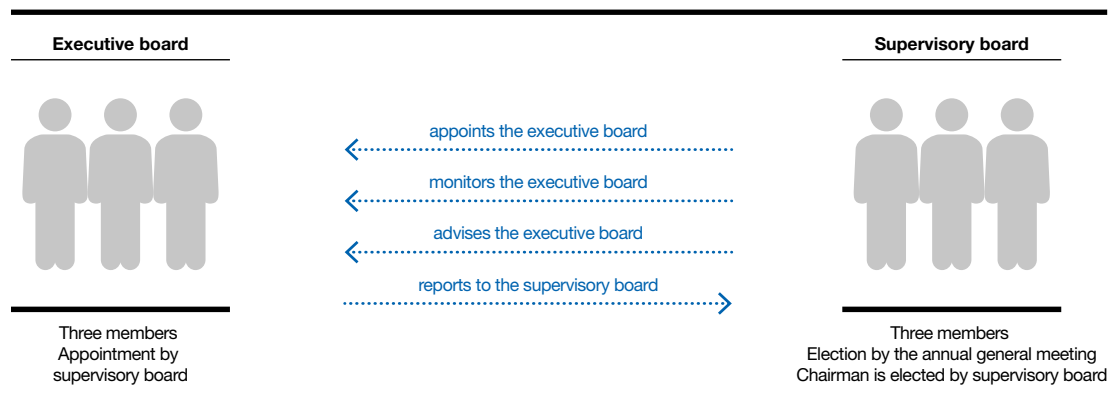 Executive board
Supervisory board
appoints the executive board
monitors the executive board
advises the executive board
reports to the supervisory board
Three members
Appointment by
supervisory board
Three members
Election by the annual general meeting
Chairman is elected by supervisory board